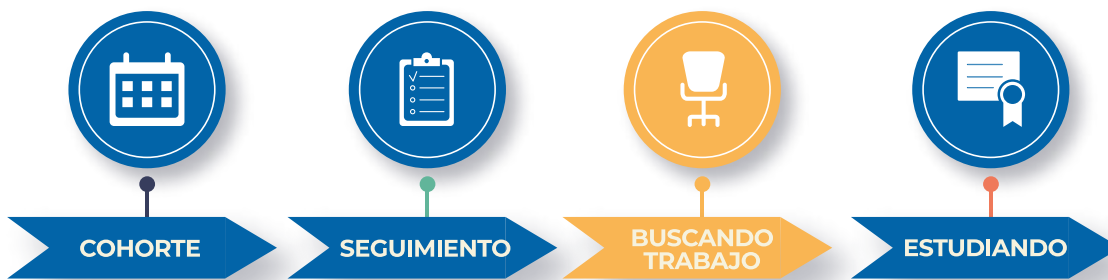 COHORTE
SEGUIMIENTO
BUSCANDO
TRABAJO
ESTUDIANDO